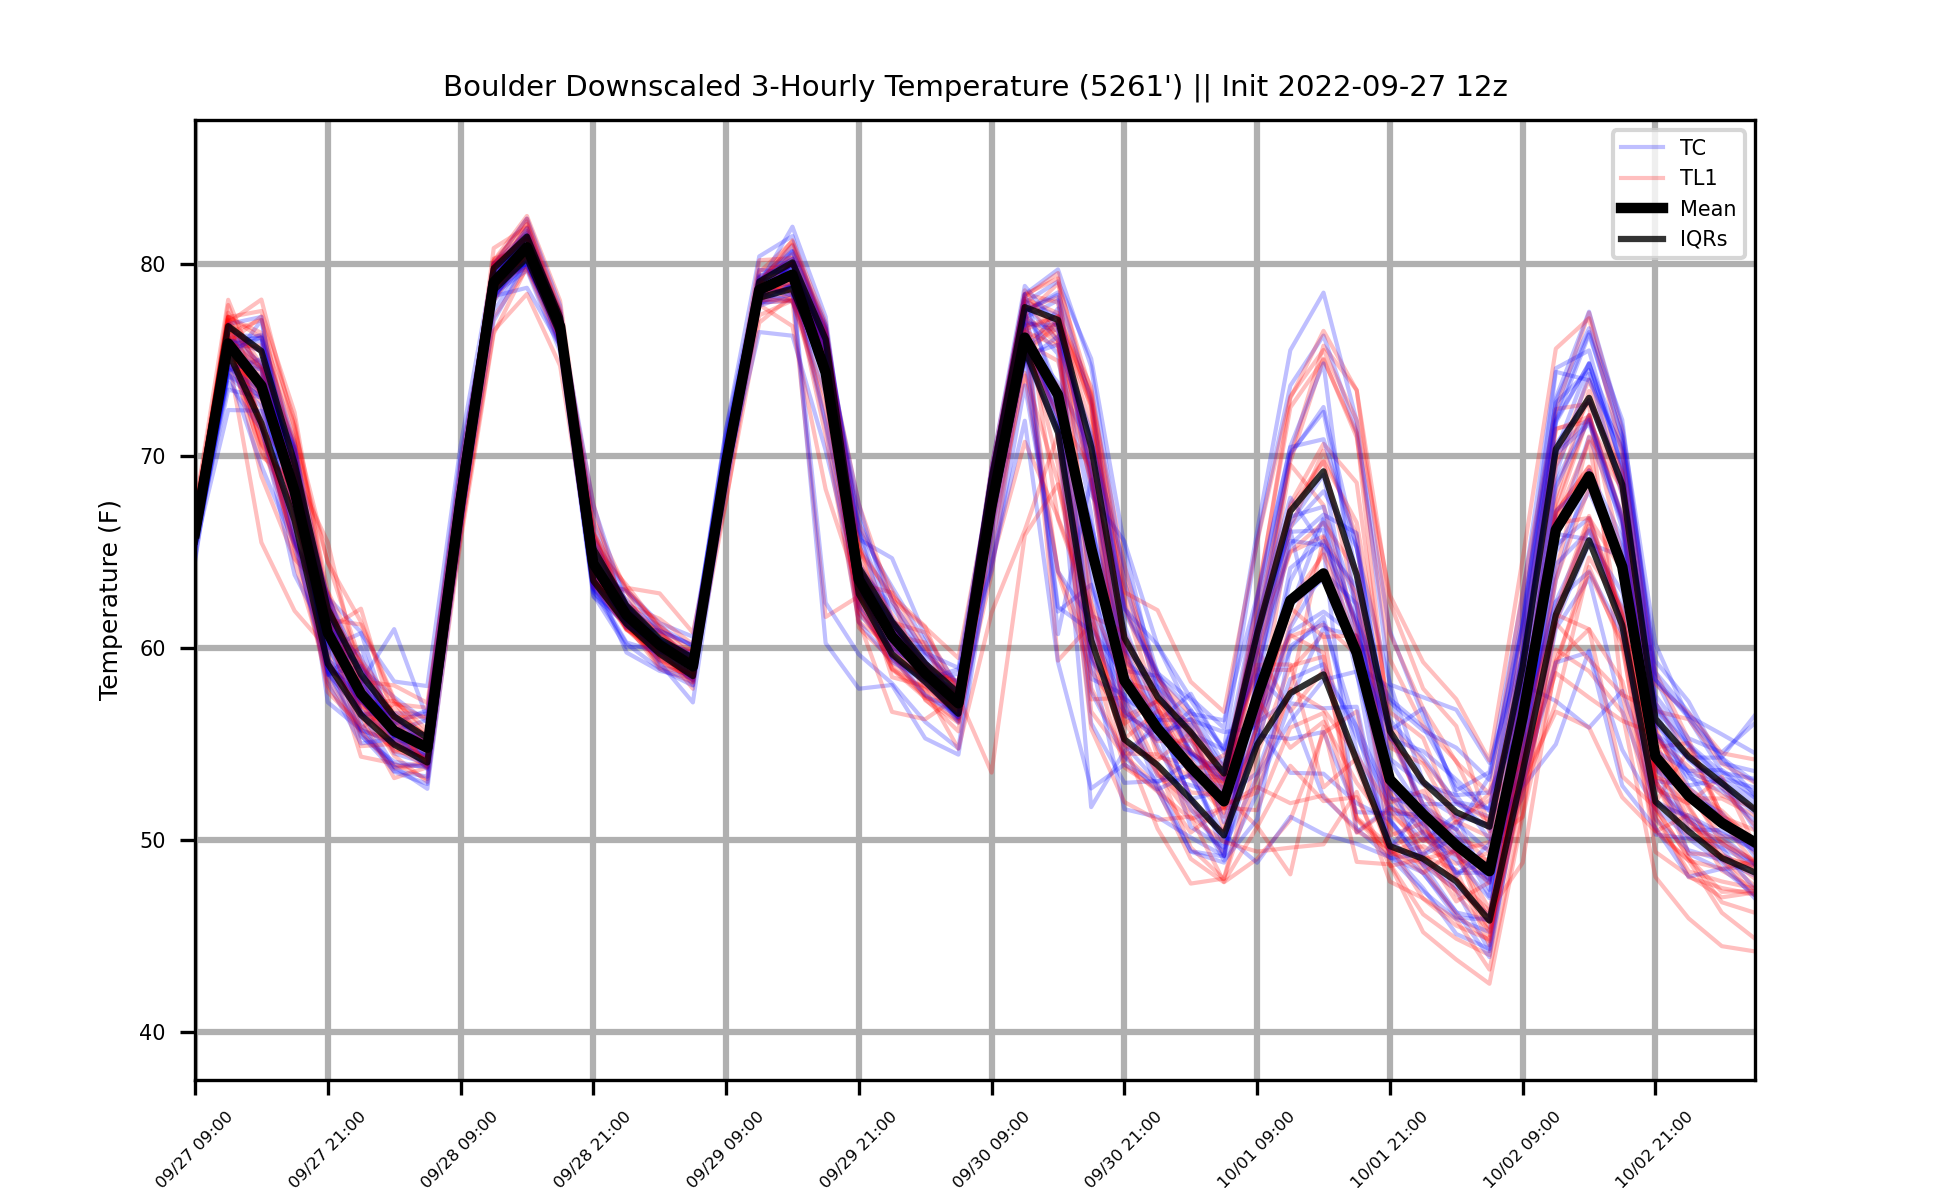 Boulder Downscaled 3-Hourly Temperature (5261') || Init 2022-09-27 12z
TC
TL1
Mean
IQRs
Temperature (F)
80
70
60
50
40
09/27 09:00
09/27 21:00
09/28 09:00
09/28 21:00
09/29 09:00
09/29 21:00
09/30 09:00
09/30 21:00
10/01 09:00
10/01 21:00
10/02 09:00
10/02 21:00